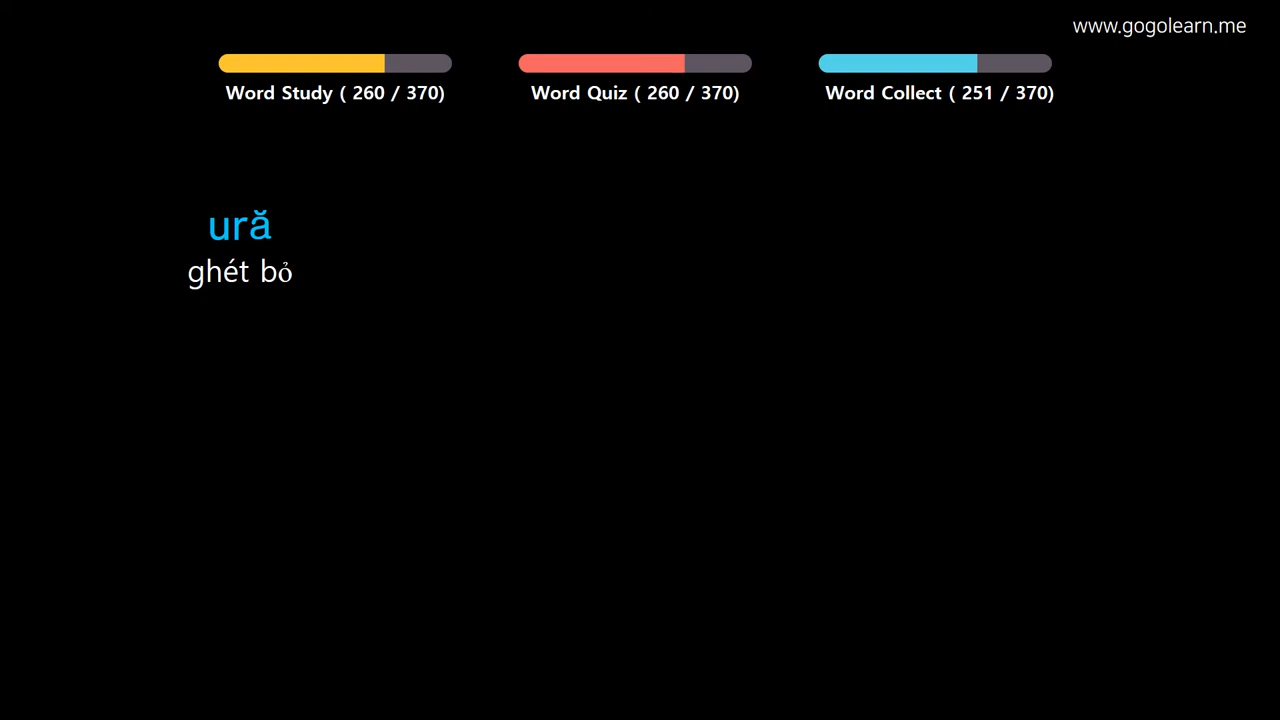 www.gogolearn.me
Word Study ( 260 / 370)
Word Quiz ( 260 / 370)
Word Collect ( 251 / 370)
ură
ghét bỏ